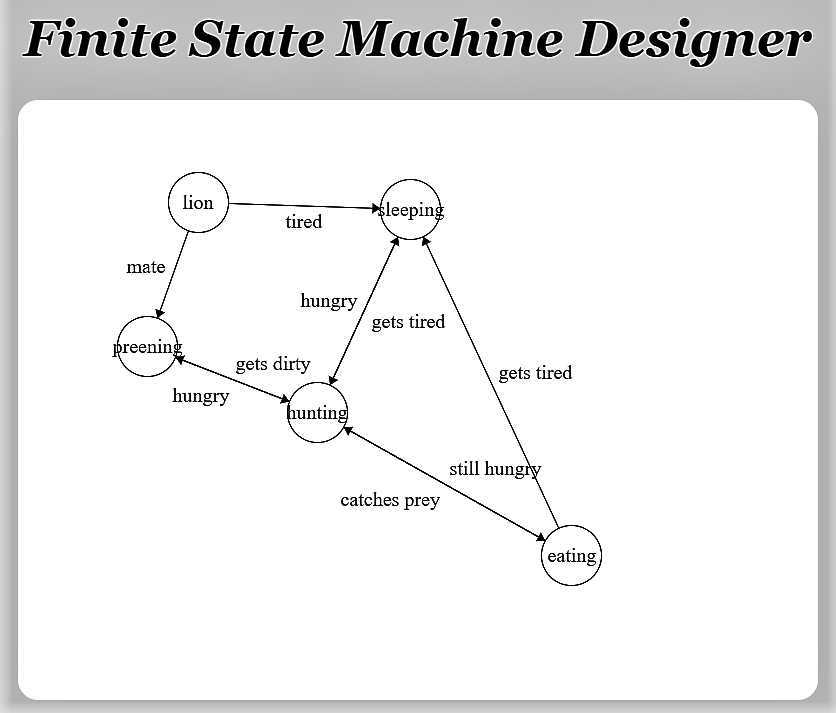 Finite State Machine Designer
lion
sleeping
tired
mate
hungry
gets tired
preening
gets dirty
gets tired
hungry
hunting
still hungry
catches prey
eating